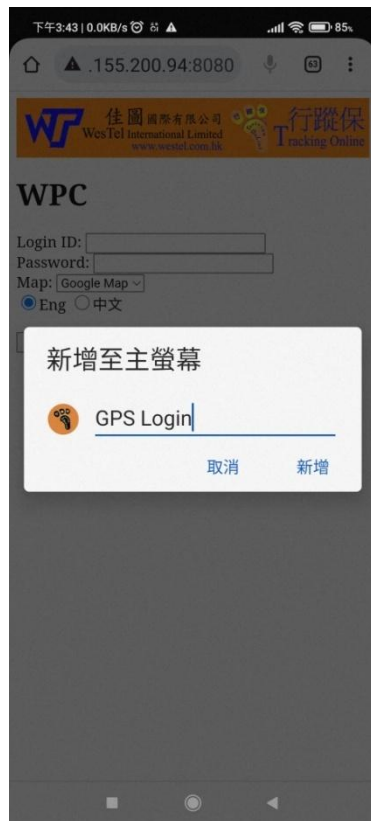 下午3:43 | 0.0KB/s
85%
.155.200.94:8080
63
WT
佳圖國際有限公司
WesTel International Limited
www.westel.com.hk
行蹤保
Tracking Online
WPC
Login ID:
Password:
Map: Google Map
Eng 中文
新增至主螢幕
GPS Login
取消 新增